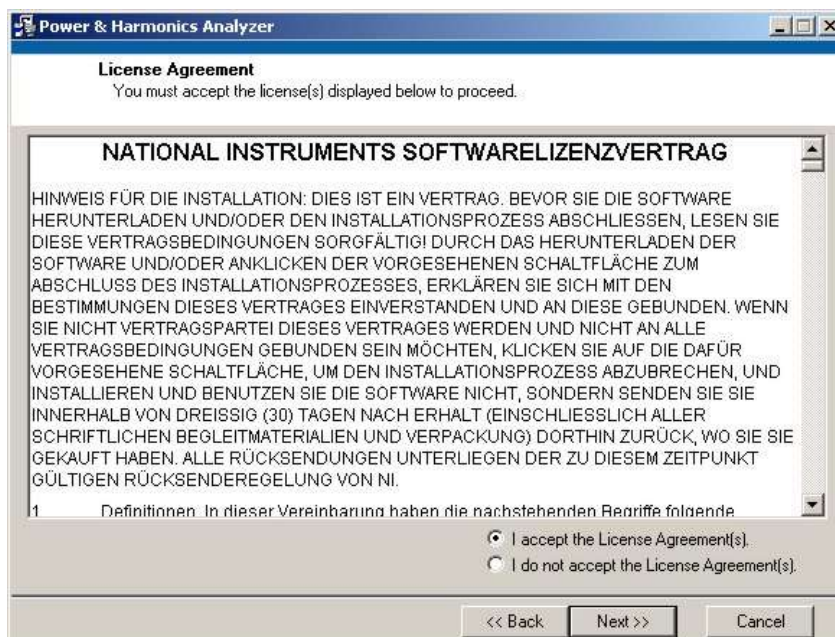 Power & Harmonics Analyzer
License Agreement
You must accept the license(s) displayed below to proceed.
NATIONAL INSTRUMENTS SOFTWARELIZENZVERTRAG
HINWEIS FÜR DIE INSTALLATION: DIES IST EIN VERTRAG. BEVOR SIE DIE SOFTWARE
HERUNTERLADEN UND/ODER DEN INSTALLATIONSPROZESS ABSCHLIESSEN, LESEN SIE
DIESE VERTRAGSBEDINGUNGEN SORGFÄLTIG! DURCH DAS HERUNTERLADEN DER
SOFTWARE UND/ODER ANKLICKEN DER VORGESEHENEN SCHALTFLÄCHE ZUM
ABSCHLUSS DES INSTALLATIONSPROZESSES, ERKLÄREN SIE SICH MIT DEN
BESTIMMUNGEN DIESES VERTRAGES EINVERSTANDEN UND AN DIESE GEBUNDEN. WENN
SIE NICHT VERTRAGSPARTEI DIESES VERTRAGES WERDEN UND NICHT AN ALLE
VERTRAGSBEDINGUNGEN GEBUNDEN SEIN MÖCHTEN, KLICKEN SIE AUF DIE DAFÜR
VORGESEHENE SCHALTFLÄCHE, UM DEN INSTALLATIONSPROZESS ABZUBRECHEN, UND
INSTALLIEREN UND BENUTZEN SIE DIE SOFTWARE NICHT, SONDERN SENDEN SIE SIE
INNERHALB VON DREISSIG (30) TAGEN NACH ERHALT (EINSCHLIESSLICH ALLER
SCHRIFTLICHEN BEGLEITMATERIALIEN UND VERPACKUNG) DORTHIN ZURÜCK, WO SIE SIE
GEKAUFT HABEN. ALLE RÜCKSENDUNGEN UNTERLIEGEN DER ZU DIESEM ZEITPUNKT
GÜLTIGEN RÜCKSENDEREGELUNG VON NI.
1 Definitionen. In dieser Vereinbarung haben die nachstehenden Begriffe folgende
I accept the License Agreement(s).
I do not accept the License Agreement(s).
<< Back Next >> Cancel